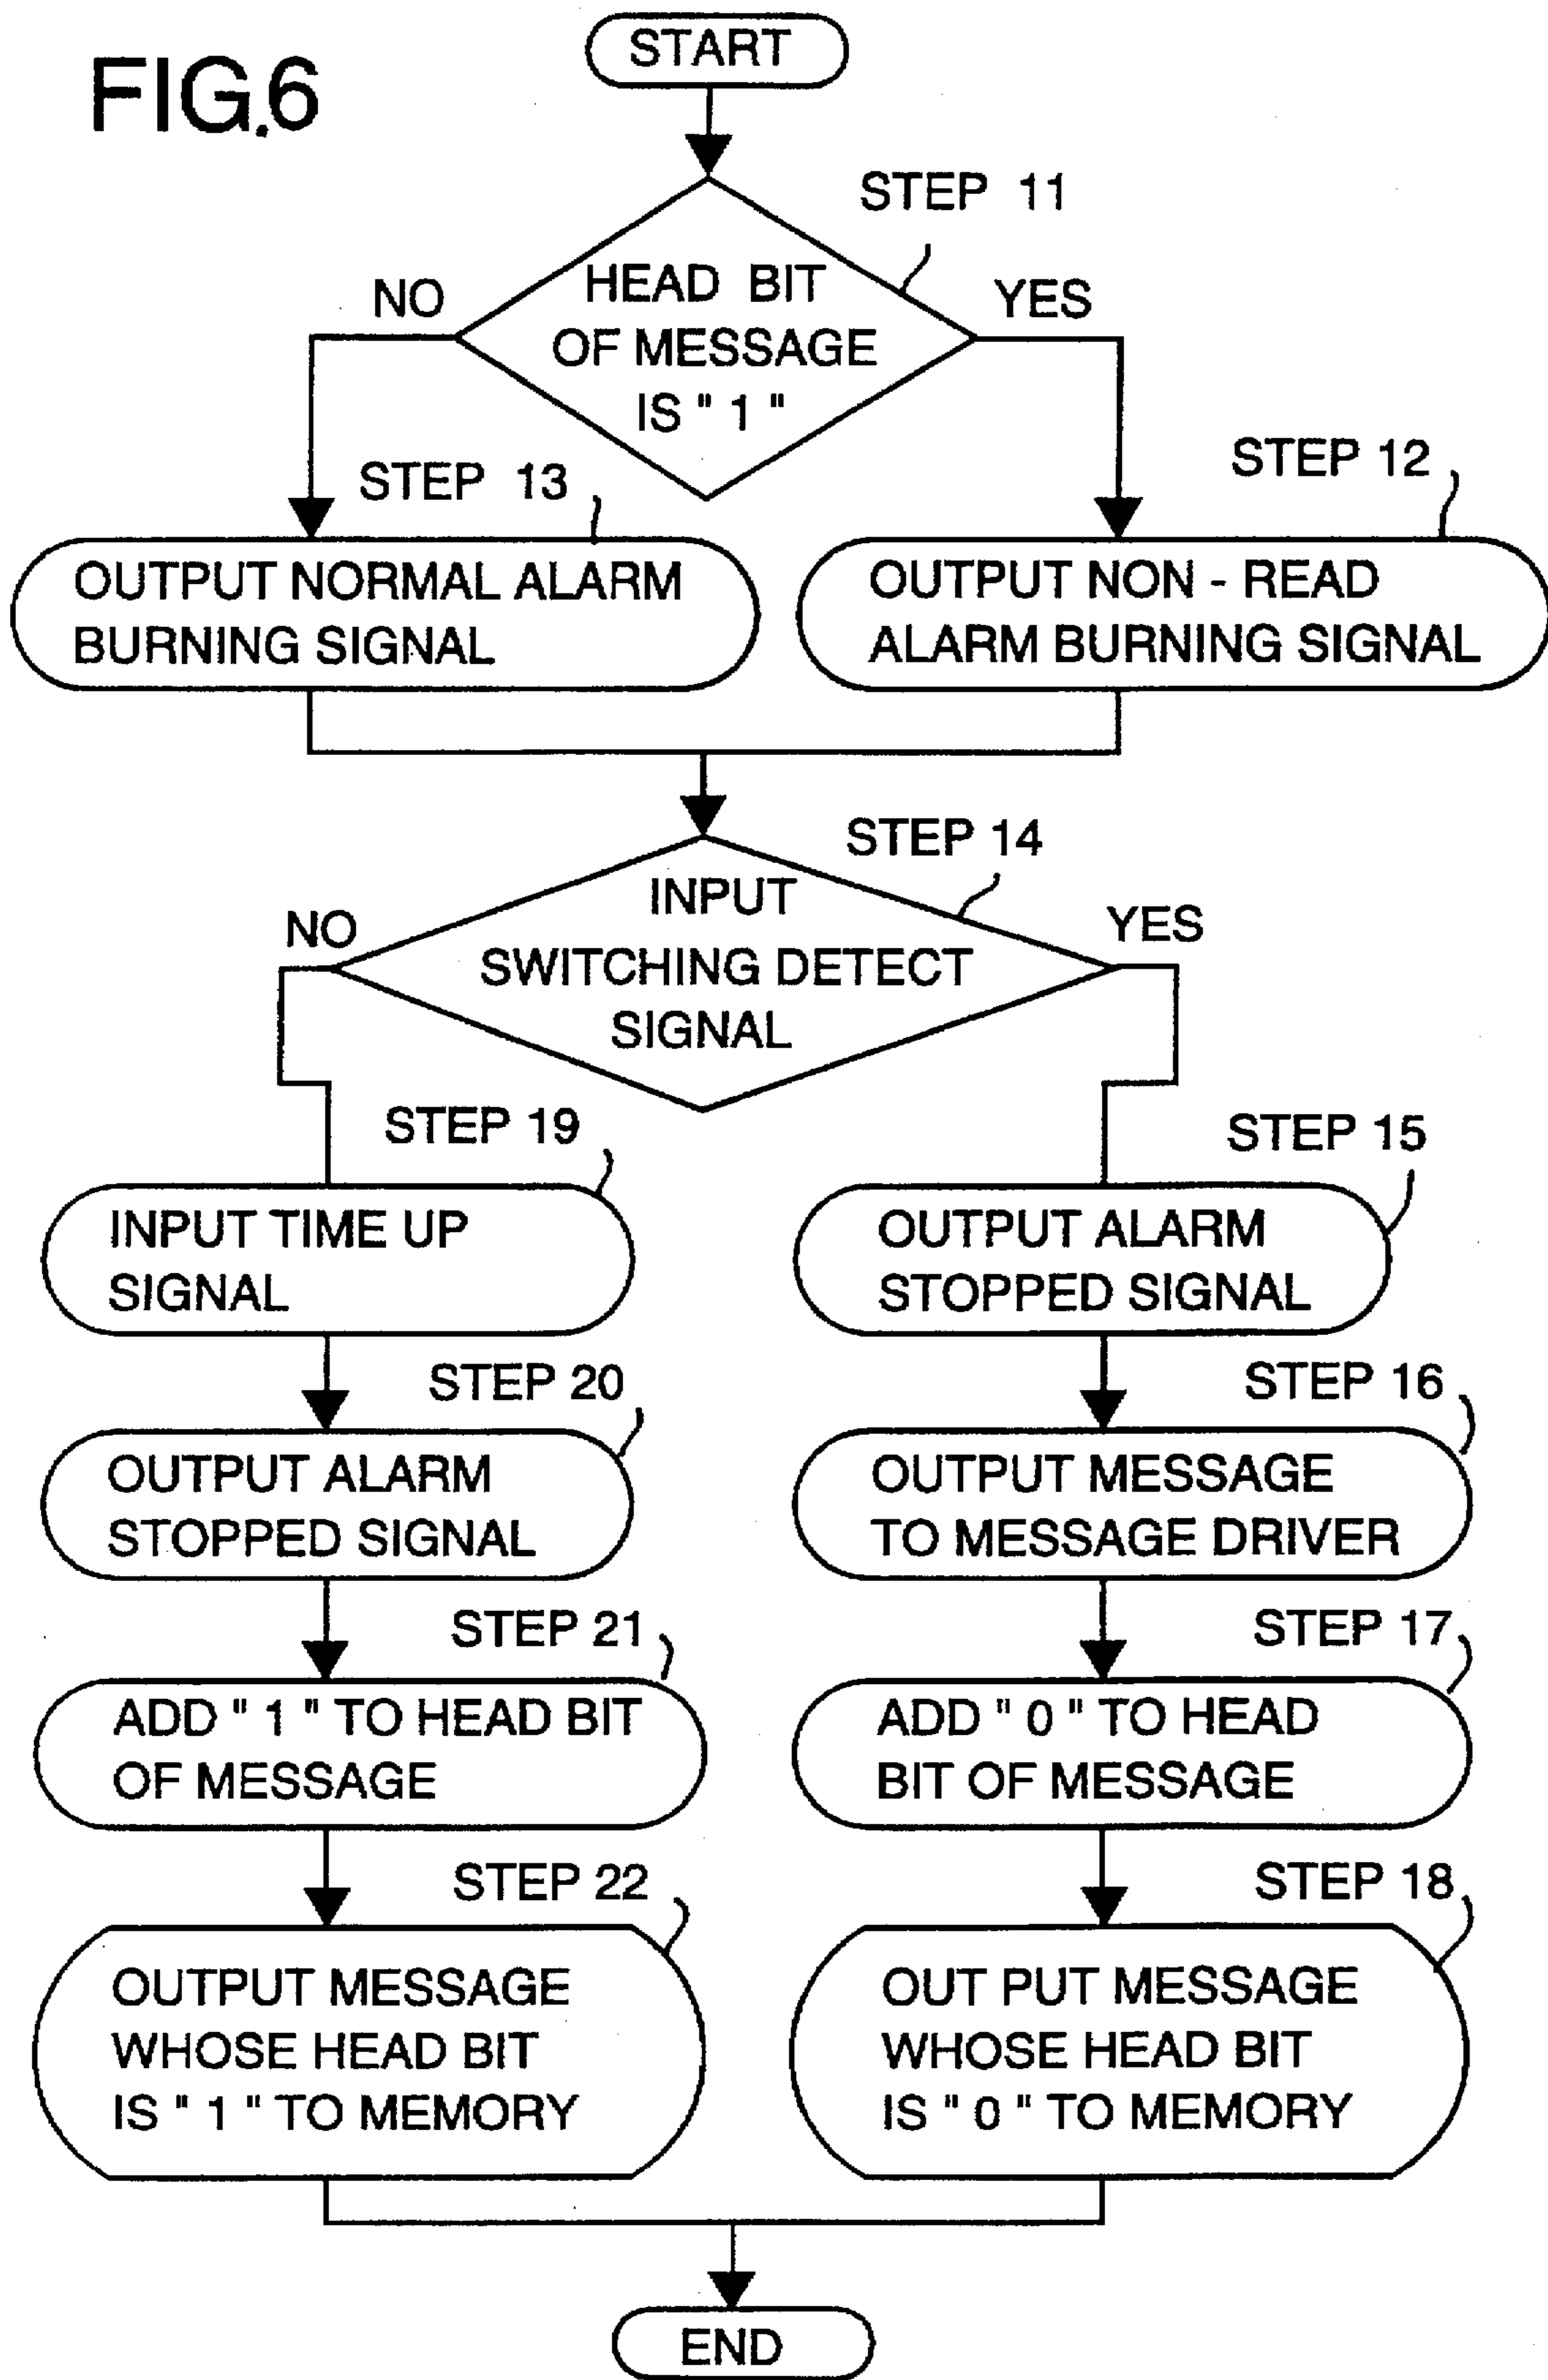 FIG.6
START
STEP 11
NO
HEAD BIT
OF MESSAGE
IS " 1 "
YES
STEP 13
STEP 12
OUTPUT NORMAL ALARM
BURNING SIGNAL
OUTPUT NON - READ
ALARM BURNING SIGNAL
STEP 14
NO
INPUT
SWITCHING DETECT
SIGNAL
YES
STEP 19
STEP 15
INPUT TIME UP
SIGNAL
OUTPUT ALARM
STOPPED SIGNAL
STEP 20
STEP 16
OUTPUT ALARM
STOPPED SIGNAL
OUTPUT MESSAGE
TO MESSAGE DRIVER
STEP 21
STEP 17
ADD " 1 " TO HEAD BIT
OF MESSAGE
ADD " 0 " TO HEAD
BIT OF MESSAGE
STEP 22
STEP 18
OUTPUT MESSAGE
WHOSE HEAD BIT
IS " 1 " TO MEMORY
OUT PUT MESSAGE
WHOSE HEAD BIT
IS " 0 " TO MEMORY
END